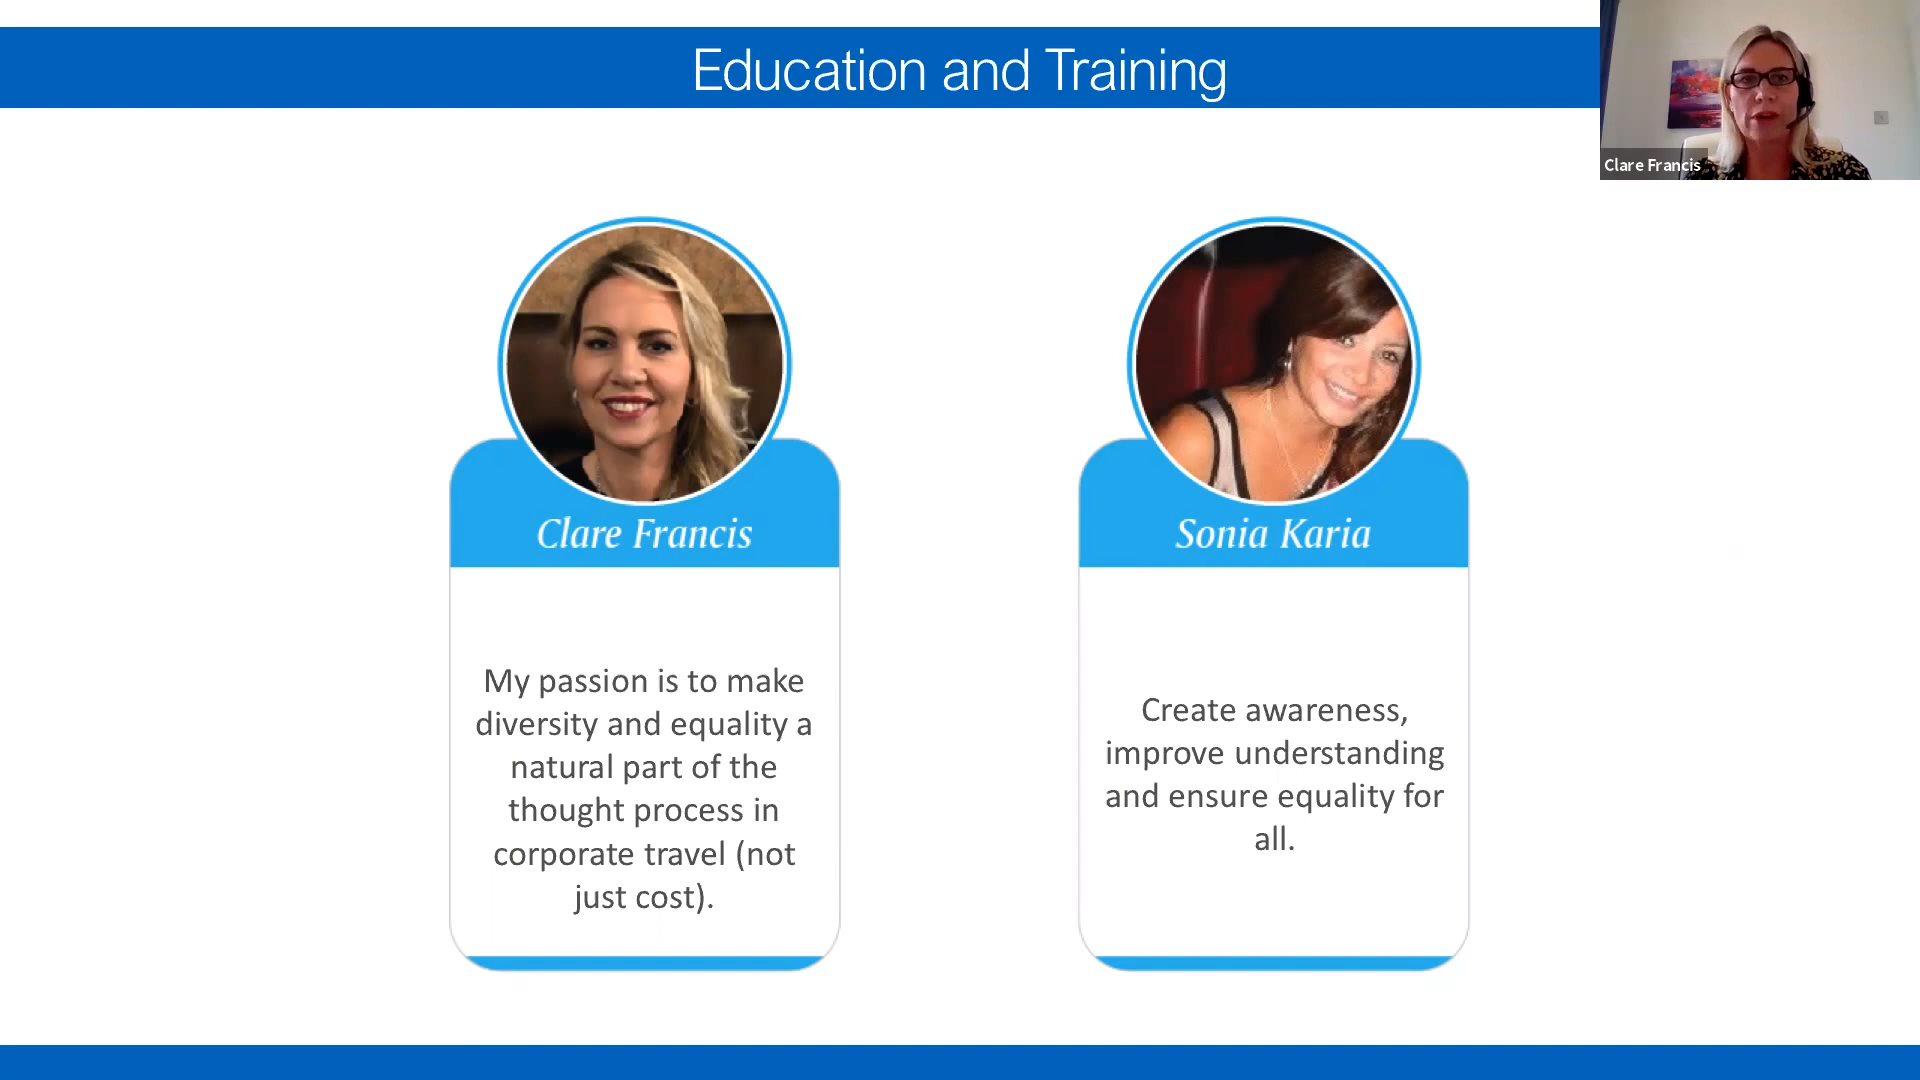 Education and Training
Clare Francis
Clare Francis
My passion is to make
diversity and equality a
natural part of the
thought process in
corporate travel (not
just cost).
Sonia Karia
Create awareness,
improve understanding
and ensure equality for
all.